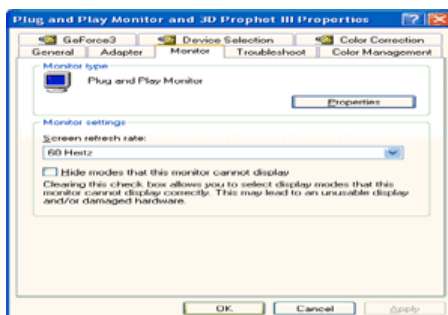 Plug and Play Monitor and 3D Prophet III Properties
GeForce3 Device Selection Color Correction
General Adapter Monitor Troubleshoot Color Management
Monitor type
Plug and Play Monitor
Properties
Monitor settings
Screen refresh rate:
60 Hertz
Hide modes that this monitor cannot display
Clearing this check box allows you to select display modes that this
monitor cannot display correctly. This may lead to an unusable display
and/or damaged hardware.
OK Cancel Apply